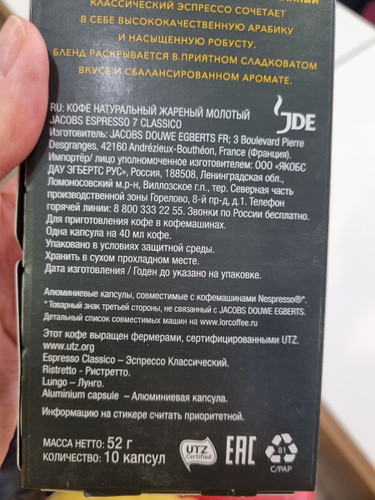 КЛАССИЧЕСКИЙ ЭСПРЕССО СОЧЕТАЕТ
В СЕБЕ ВЫСОКОКАЧЕСТВЕННУЮ АРАБИКУ
И НАСЫЩЕННУЮ РОБУСТУ.
БЛЕНД РАСКРЫВАЕТСЯ В ПРИЯТНОМ СЛАДКОВАТОМ
ВКУСЕ И СБАЛАНСИРОВАННОМ АРОМАТЕ.
RU: КОФЕ НАТУРАЛЬНЫЙ ЖАРЕНЫЙ МОЛОТЫЙ
JACOBS ESPRESSO 7 CLASSICO
JDE
Изготовитель: JACOBS DOUWE EGBERTS FR; 3 Boulevard Pierre
Desgranges, 42160 Andrézieux-Bouthéon, France (Франция).
Импортёр/ лицо уполномоченное изготовителем: ООО «ЯКОБС
ДАУ ЭГБЕРТС РУС», Россия, 188508, Ленинградская обл.,
Ломоносовский м.р-н, Виллозское г.п., тер. Северная часть
производственной зоны Горелово, 8-й пр-д, д.1. Телефон
горячей линии: 8 800 333 22 55. Звонки по России бесплатно.
Для приготовления кофе в кофемашинах.
Одна капсула на 40 мл кофе.
Упаковано в условиях защитной среды.
Хранить в сухом прохладном месте.
Дата изготовления / Годен до указано на упаковке.
Алюминиевые капсулы, совместимые с кофемашинами Nespresso®*.
* Товарный знак третьей стороны, не связанной с JACOBS DOUWE EGBERTS.
Детальный список совместимых машин на www.lorcoffee.ru
Этот кофе выращен фермерами, сертифицированными UTZ.
www.utz.org
Espresso Classico – Эспрессо Классический.
Ristretto - Ристретто.
Lungo – Лунго.
Aluminium capsule – Алюминиевая капсула.
Информацию на стикере считать приоритетной.
МАССА НЕТТО: 52 г
КОЛИЧЕСТВО: 10 капсул
UTZ
Certified
EAC
81
C/PAP